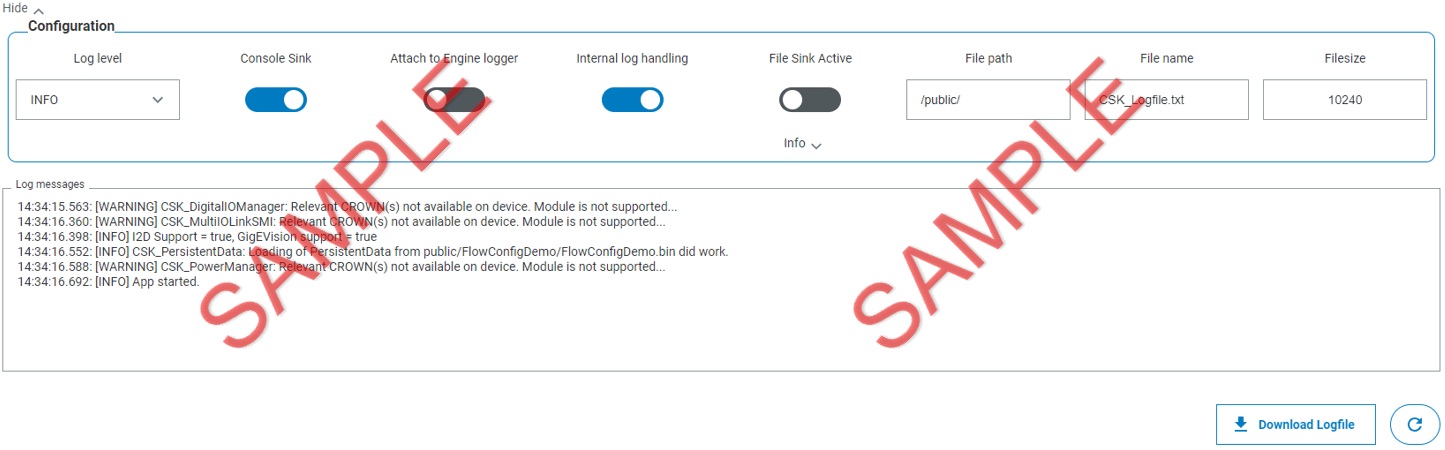 Hide
Configuration
Log level Console Sink Attach to Engine logger Internal log handling File Sink Active File path File name Filesize
INFO /public/ CSK_Logfile.txt 10240
Info
Log messages
14:34:15.563: [WARNING] CSK_DigitalIOManager: Relevant CROWN(s) not available on device. Module is not supported...
14:34:16.360: [WARNING] CSK_MultiIOLinkSMI: Relevant CROWN(s) not available on device. Module is not supported...
14:34:16.398: [INFO] I2D Support = true, GigEVision support = true
14:34:16.552: [INFO] CSK_PersistentData: Loading of PersistentData from public/FlowConfigDemo/FlowConfigDemo.bin did work.
14:34:16.588: [WARNING] CSK_PowerManager: Relevant CROWN(s) not available on device. Module is not supported...
14:34:16.692: [INFO] App started.
SAMPLE
SAMPLE
Download Logfile